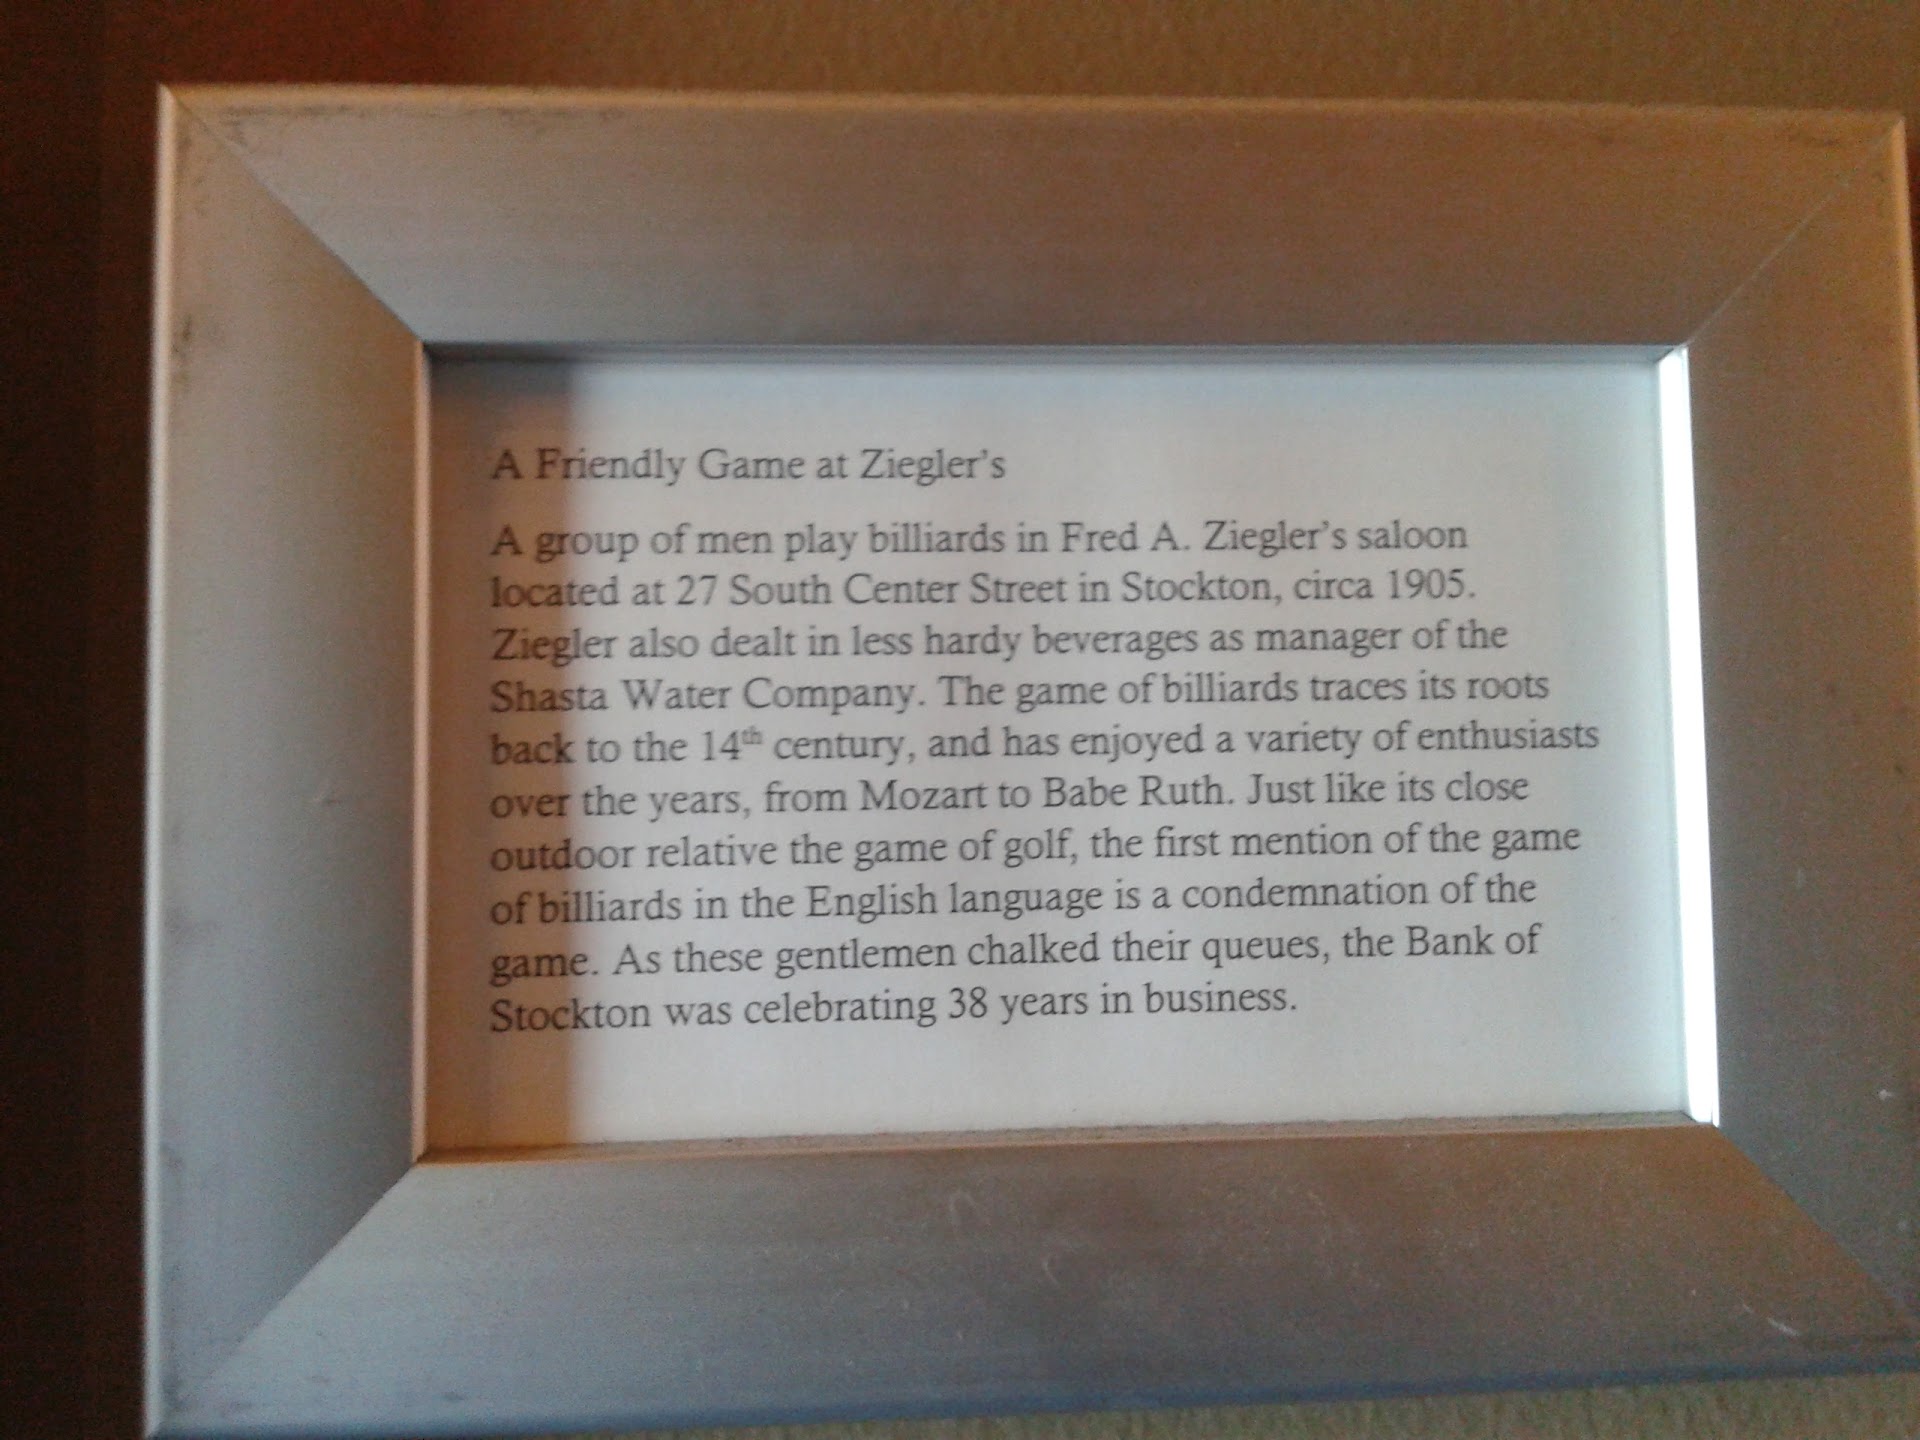 A Friendly Game at Ziegler's
A group of men play billiards in Fred A. Ziegler's saloon
located at 27 South Center Street in Stockton, circa 1905.
Ziegler also dealt in less hardy beverages as manager of the
Shasta Water Company. The game of billiards traces its roots
back to the 14th century, and has enjoyed a variety of enthusiasts
over the years, from Mozart to Babe Ruth. Just like its close
outdoor relative the game of golf, the first mention of the game
of billiards in the English language is a condemnation of the
game. As these gentlemen chalked their queues, the Bank of
Stockton was celebrating 38 years in business.